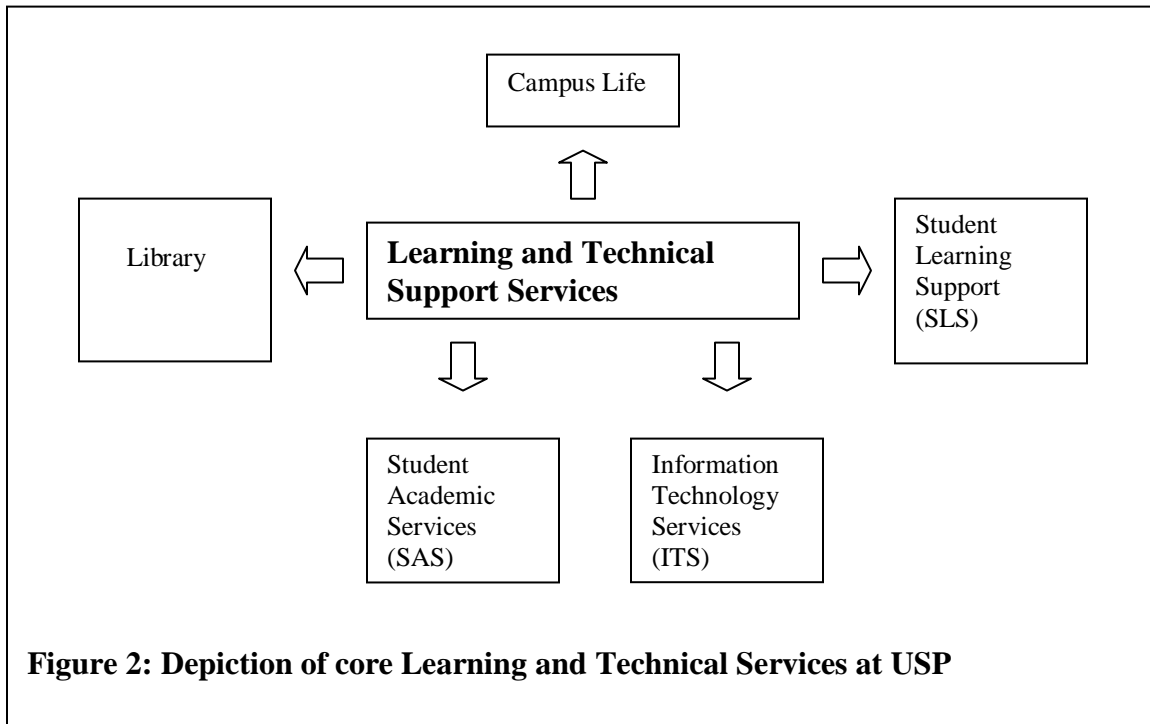 Campus Life
Library
Learning and Technical
Support Services
Student
Learning
Support
(SLS)
Student
Academic
Services
(SAS)
Information
Technology
Services
(ITS)
Figure 2: Depiction of core Learning and Technical Services at USP